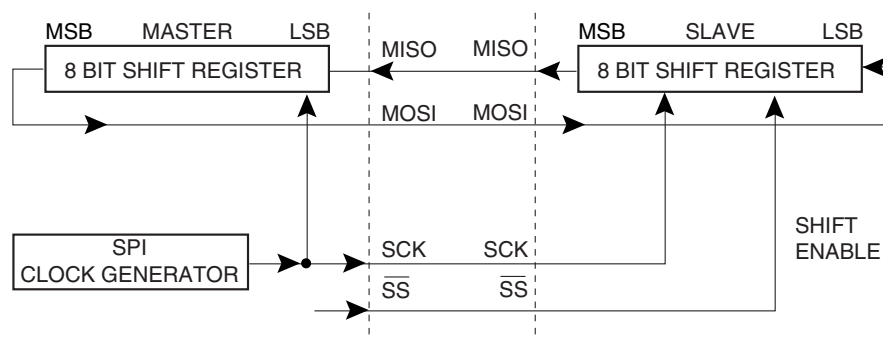 MSB MASTER LSB
MISO MISO
MSB SLAVE LSB
8 BIT SHIFT REGISTER
8 BIT SHIFT REGISTER
MOSI MOSI
SHIFT
ENABLE
SPI
CLOCK GENERATOR
SCK SCK
SS SS